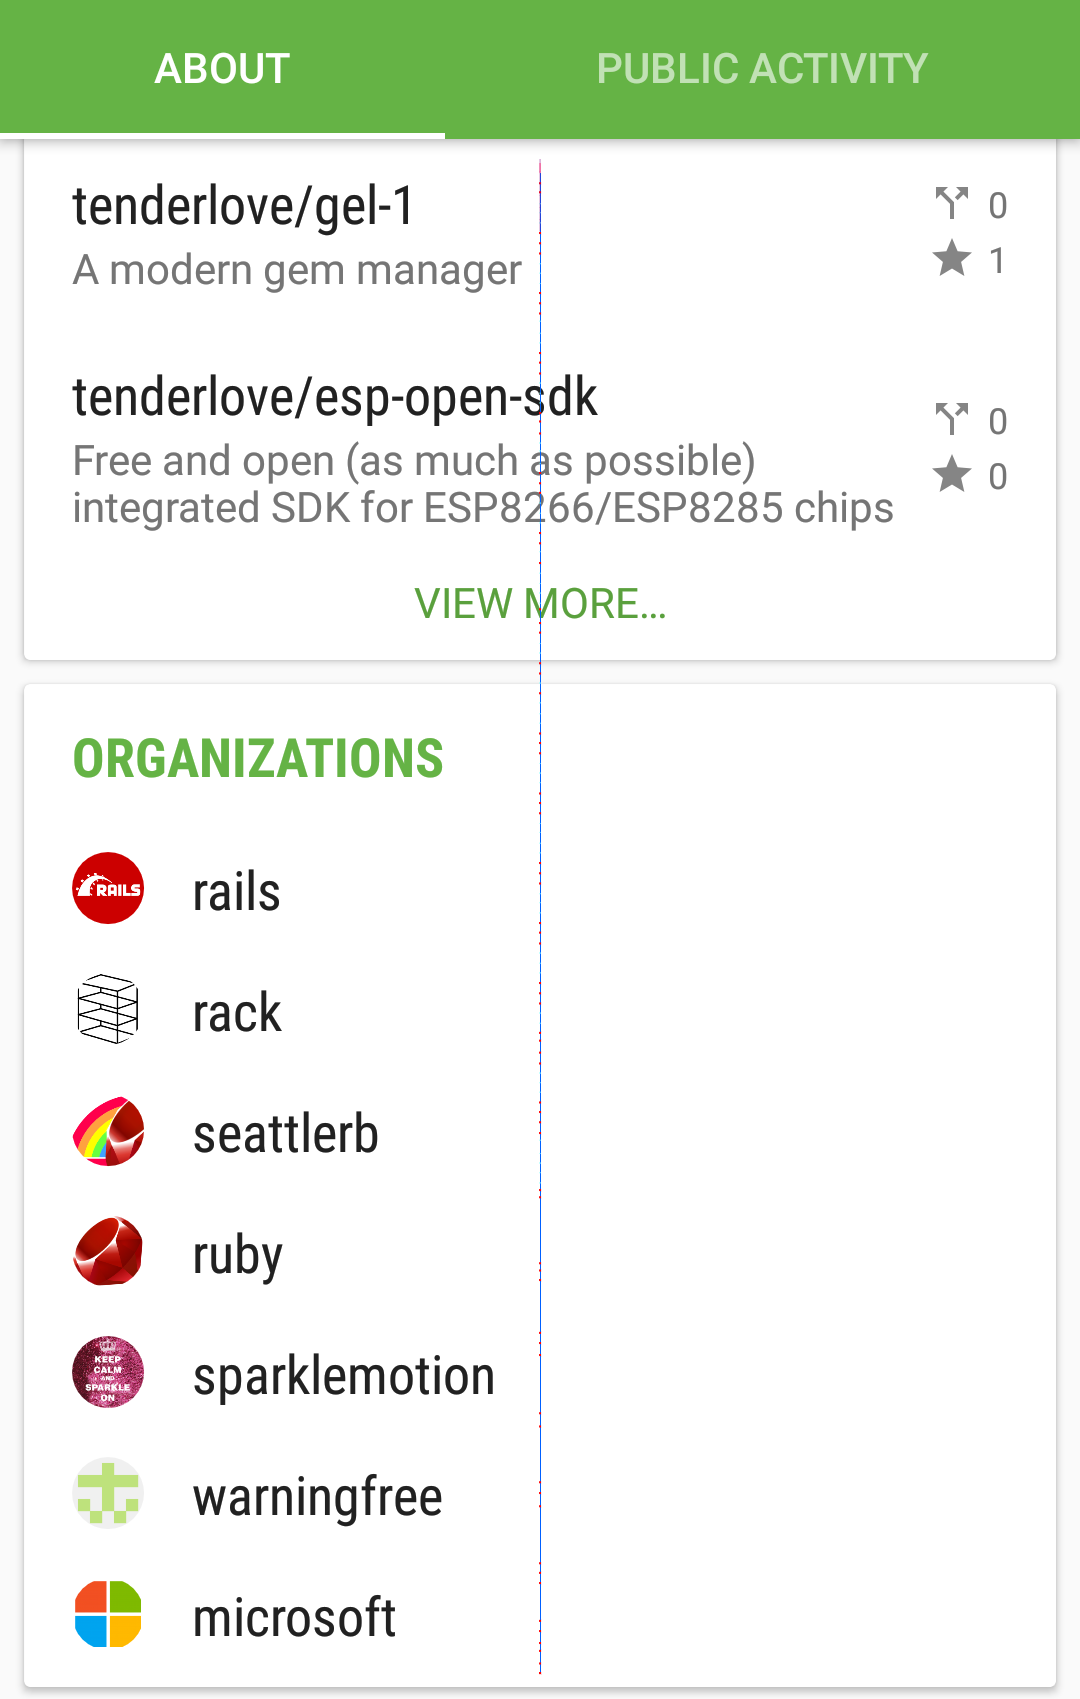 ABOUT
PUBLIC ACTIVITY
tenderlove/gel-1
0
A modern gem manager
1
tenderlove/esp-open-sdk
0
Free and open (as much as possible)
0
integrated SDK for ESP8266/ESP8285 chips
VIEW MORE...
ORGANIZATIONS
RAILS
rails
rack
seattlerb
ruby
KEEP
CALM
AND
SPARKLE
ON
sparklemotion
warningfree
microsoft